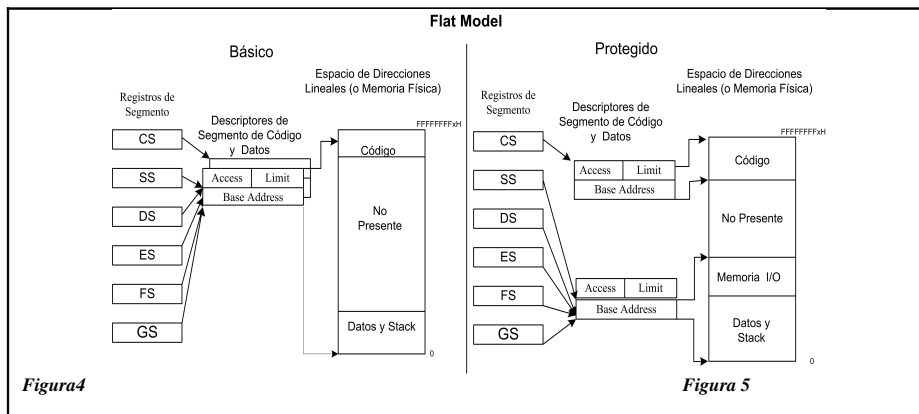 Flat Model
Básico
Espacio de Direcciones
Lineales (o Memoria Física)
Registros de
Segmento
Descriptores de
Segmento de Código
y Datos
FFFFFFFFxH
CS
SS
DS
ES
FS
GS
Access
Limit
Base Address
Código
No
Presente
Datos y Stack
0
Figura4
Protegido
Espacio de Direcciones
Lineales (o Memoria Física)
Registros de
Segmento
Descriptores de
Segmento de Código
y Datos
FFFFFFFFxH
CS
SS
DS
ES
FS
GS
Access
Limit
Base Address
Access
Limit
Base Address
Código
No Presente
Memoria I/O
Datos y
Stack
0
Figura 5